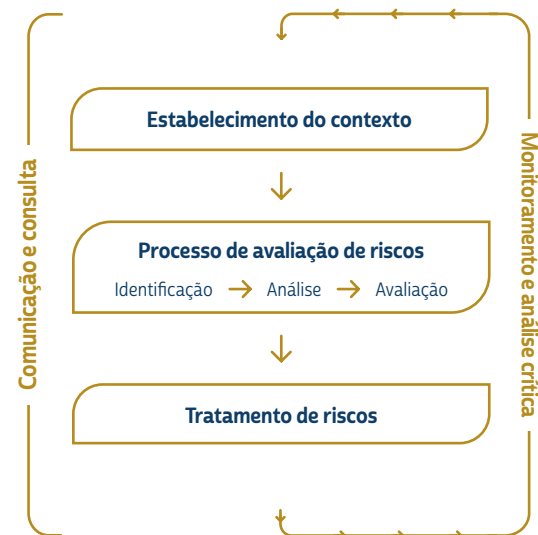 Comunicação e consulta
Estabelecimento do contexto
Processo de avaliação de riscos
Identificação → Análise → Avaliação
Tratamento de riscos
Monitoramento e análise crítica